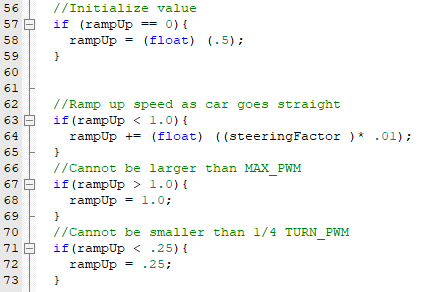 56 //Initialize value
57 if (rampUp == 0){
58 rampUp = (float) (.5);
59 }
60
61
62 //Ramp up speed as car goes straight
63 if(rampUp < 1.0){
64 rampUp += (float) ((steeringFactor )* .01);
65 }
66 //Cannot be larger than MAX_PWM
67 if(rampUp > 1.0){
68 rampUp = 1.0;
69 }
70 //Cannot be smaller than 1/4 TURN_PWM
71 if(rampUp < .25){
72 rampUp = .25;
73 }